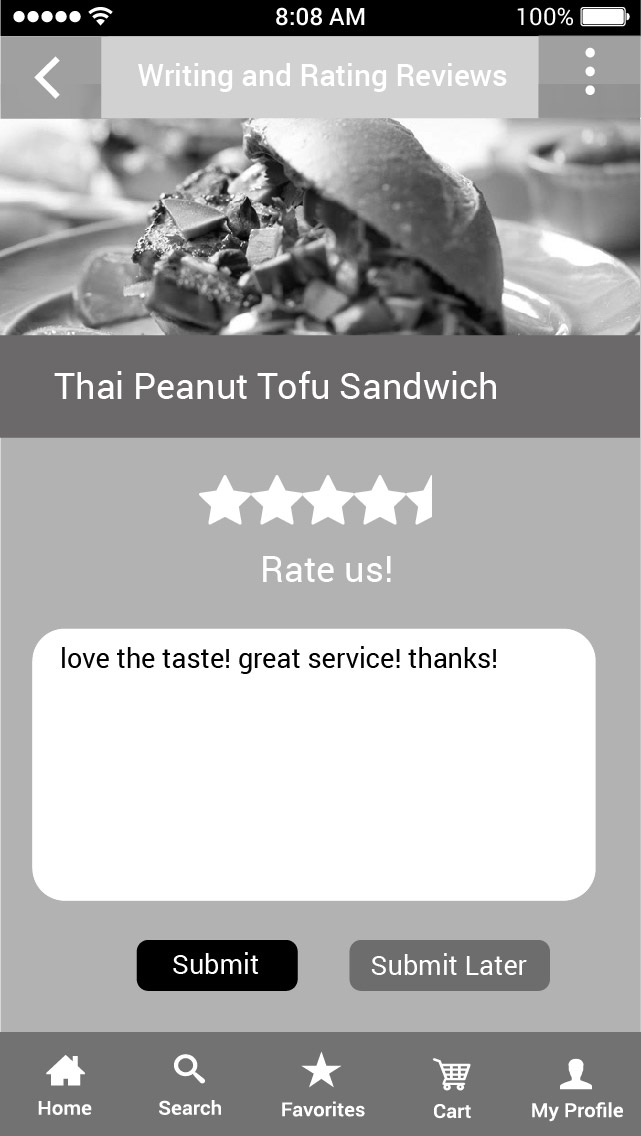 8:08 AM 100%
Writing and Rating Reviews
Thai Peanut Tofu Sandwich
Rate us!
love the taste! great service! thanks!
Submit Submit Later
Home Search Favorites Cart My Profile